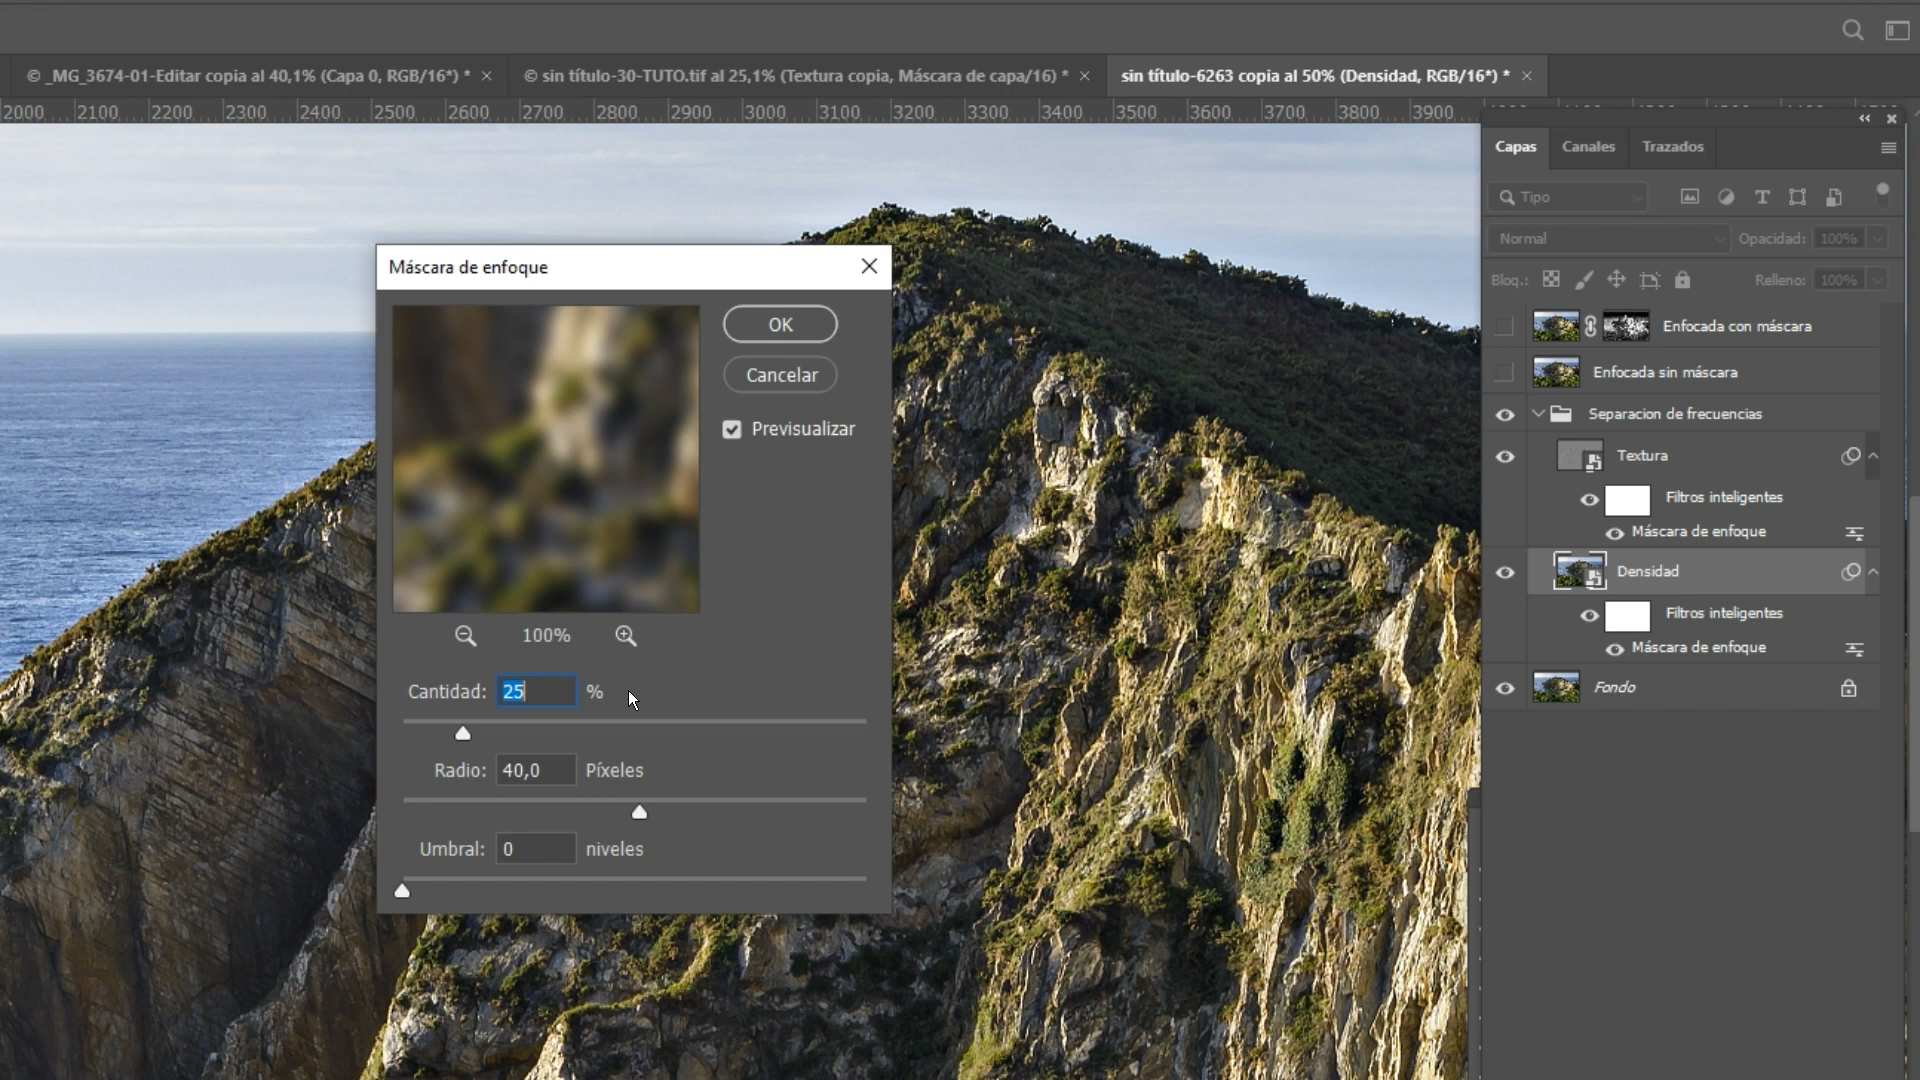 © _MG_3674-01-Editar copia al 40,1% (Capa 0, RGB/16*) *
© sin título-30-TUTO.tif al 25,1% (Textura copia, Máscara de capa/16) *
sin título-6263 copia al 50% (Densidad, RGB/16*) *
2000 2100 2200 2300 2400 2500 2600 2700 2800 2900 3000 3100 3200 3300 3400 3500 3600 3700 3800 3900
Capas Canales Trazados
Tipo
Normal Opacidad: 100%
Bloq.: Relleno: 100%
Enfocada con máscara
Enfocada sin máscara
Separacion de frecuencias
Textura
Filtros inteligentes
Máscara de enfoque
Densidad
Filtros inteligentes
Máscara de enfoque
Fondo
Máscara de enfoque
OK
Cancelar
Previsualizar
100%
Cantidad: 25 %
Radio: 40,0 Píxeles
Umbral: 0 niveles